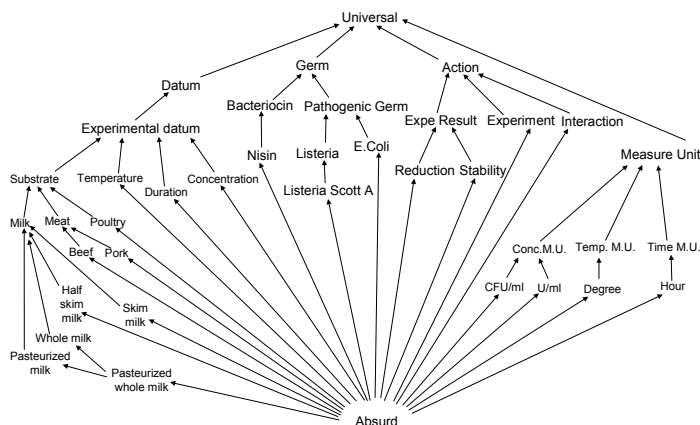 Universal
Germ
Action
Datum
Bacteriocin
Pathogenic Germ
Expe Result
Experiment
Interaction
Experimental datum
E.Coli
Nisin
Listeria
Measure Unit
Substrate
Temperature
Duration
Concentration
Listeria Scott A
Reduction
Stability
Milk
Meat
Poultry
Beef
Pork
Conc.M.U.
Temp. M.U.
Time M.U.
Half
skim
milk
Skim
milk
CFU/ml
U/ml
Degree
Hour
Whole milk
Pasteurized
milk
Pasteurized
whole milk
Absurd